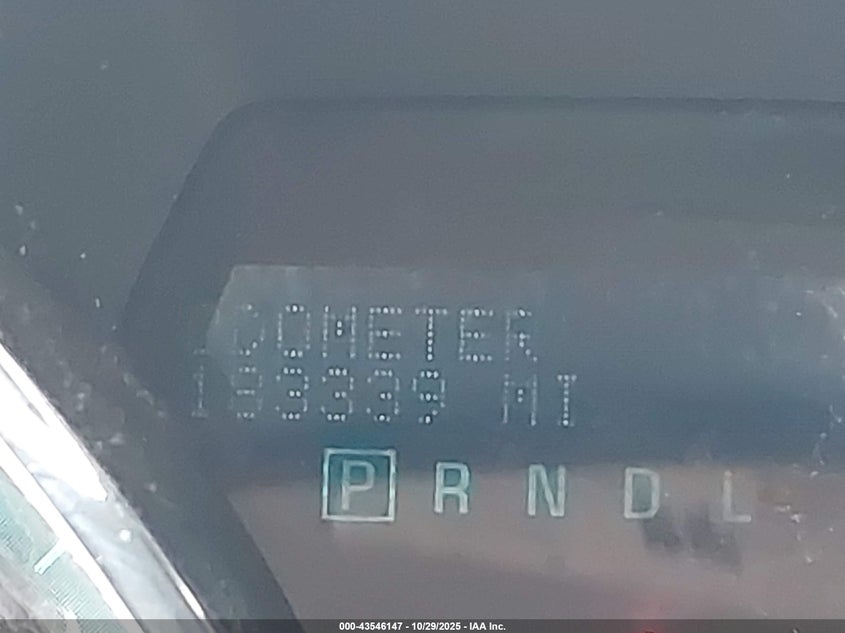 ODOMETER
183339 MI
P R N D L
000-43546147 - 10/29/2025 - IAA Inc.